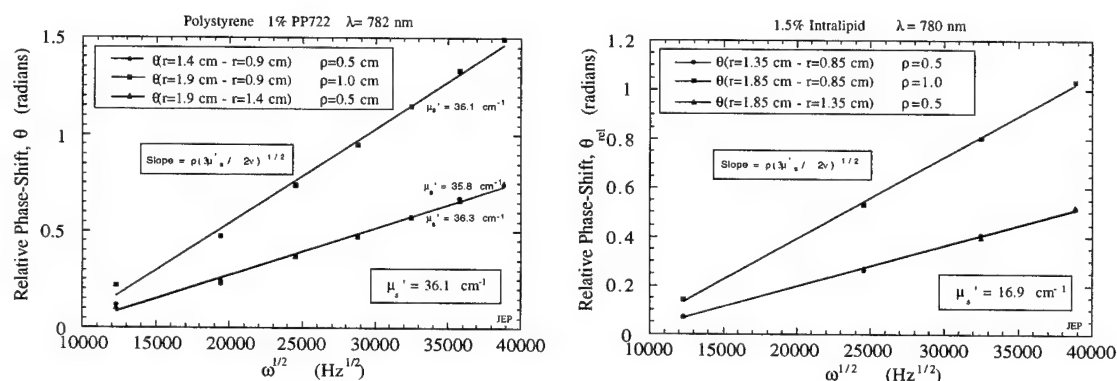 Polystyrene 1% PP722 λ= 782 nm
Relative Phase-Shift, θ (radians)
1.5
1
0.5
0
θ(r=1.4 cm - r=0.9 cm) ρ=0.5 cm
θ(r=1.9 cm - r=0.9 cm) ρ=1.0 cm
θ(r=1.9 cm - r=1.4 cm) ρ=0.5 cm
μs' = 36.1 cm-1
Slope = ρ(3μ's / 2v) 1/2
μs' = 35.8 cm-1
μs' = 36.3 cm-1
μs' = 36.1 cm-1
JEP
10000 15000 20000 25000 30000 35000 40000
ω1/2 (Hz1/2)
1.5% Intralipid λ = 780 nm
Relative Phase-Shift, θrel (radians)
1.2
1
0.8
0.6
0.4
0.2
0
θ(r=1.35 cm - r=0.85 cm) ρ=0.5
θ(r=1.85 cm - r=0.85 cm) ρ=1.0
θ(r=1.85 cm - r=1.35 cm) ρ=0.5
Slope = ρ(3μ's / 2v) 1/2
μs' = 16.9 cm-1
JEP
10000 15000 20000 25000 30000 35000 40000
ω1/2 (Hz1/2)